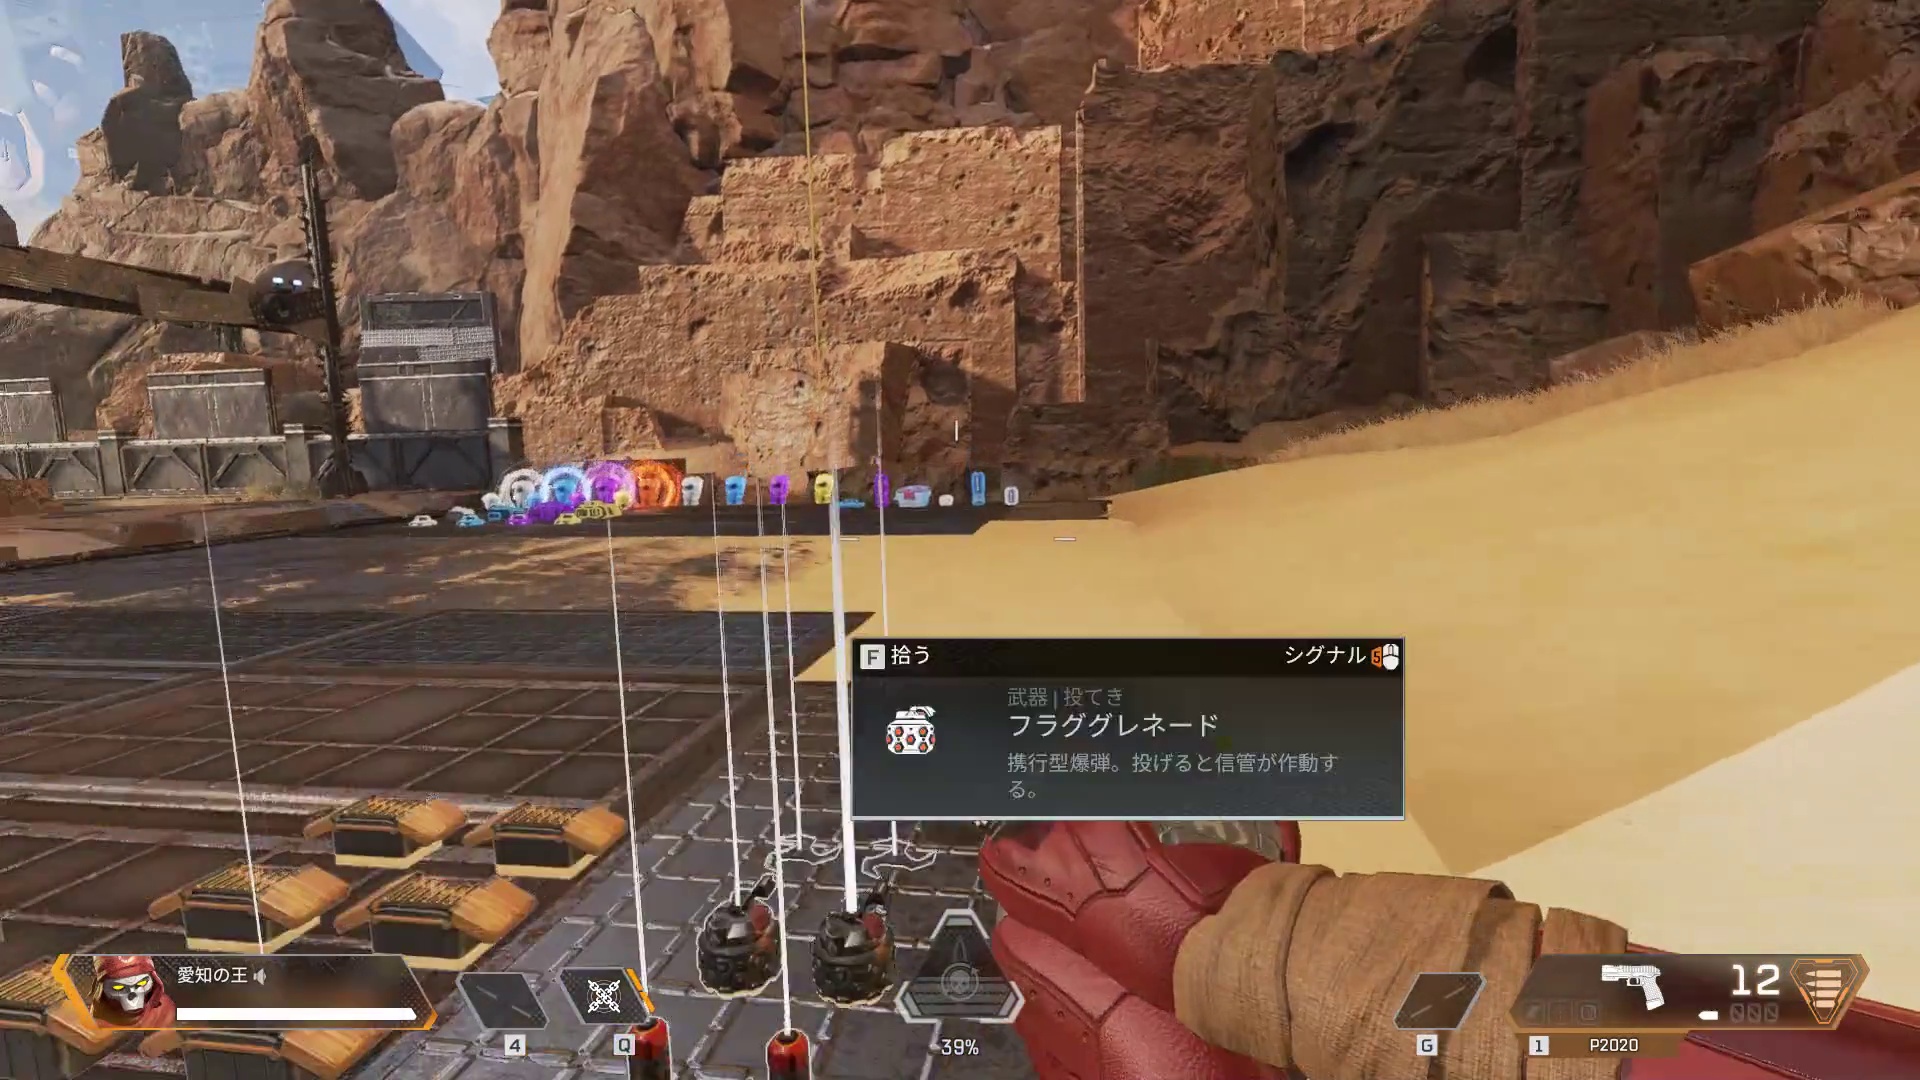 F 拾う
シグナル 5
武器 | 投てき
フラググレネード
携行型爆弾。投げると信管が作動す
る。
愛知の王
12
000
4
Q
39%
G
1
P2020